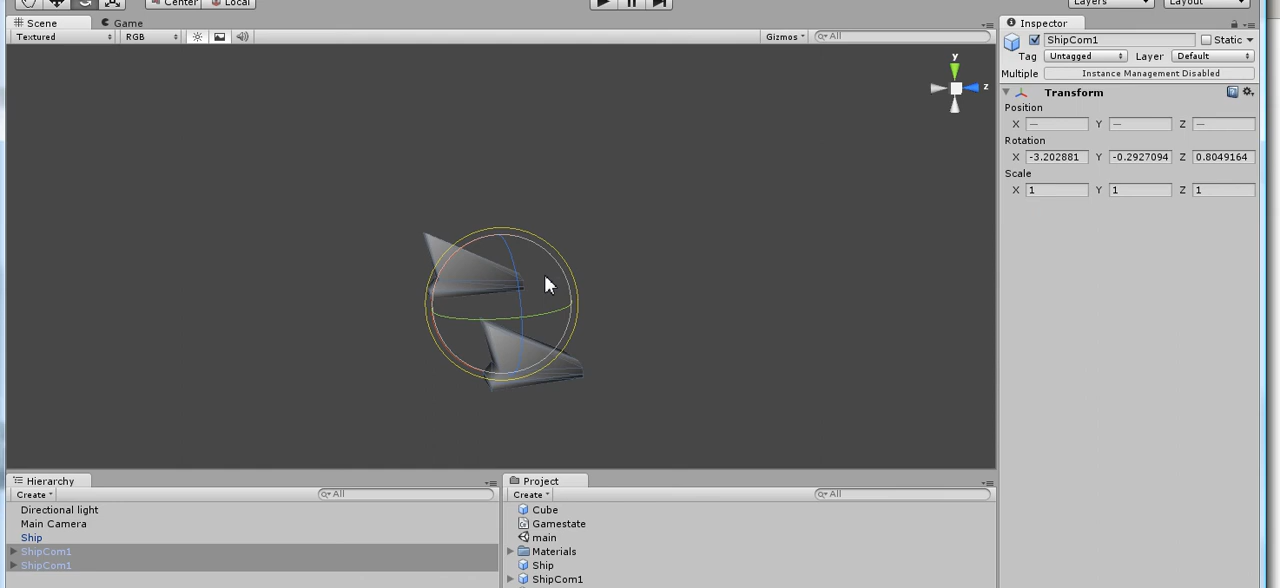 Center Local Layers Layout
Scene Game Inspector
Textured RGB Gizmos All ShipCom1 Static
Tag Untagged Layer Default
Multiple Instance Management Disabled
y
z
Transform
Position
X — Y — Z —
Rotation
X -3.202881 Y -0.2927094 Z 0.8049164
Scale
X 1 Y 1 Z 1
Hierarchy Project
Create All Create All
Directional light Cube
Main Camera Gamestate
Ship main
ShipCom1 Materials
ShipCom1 Ship
ShipCom1